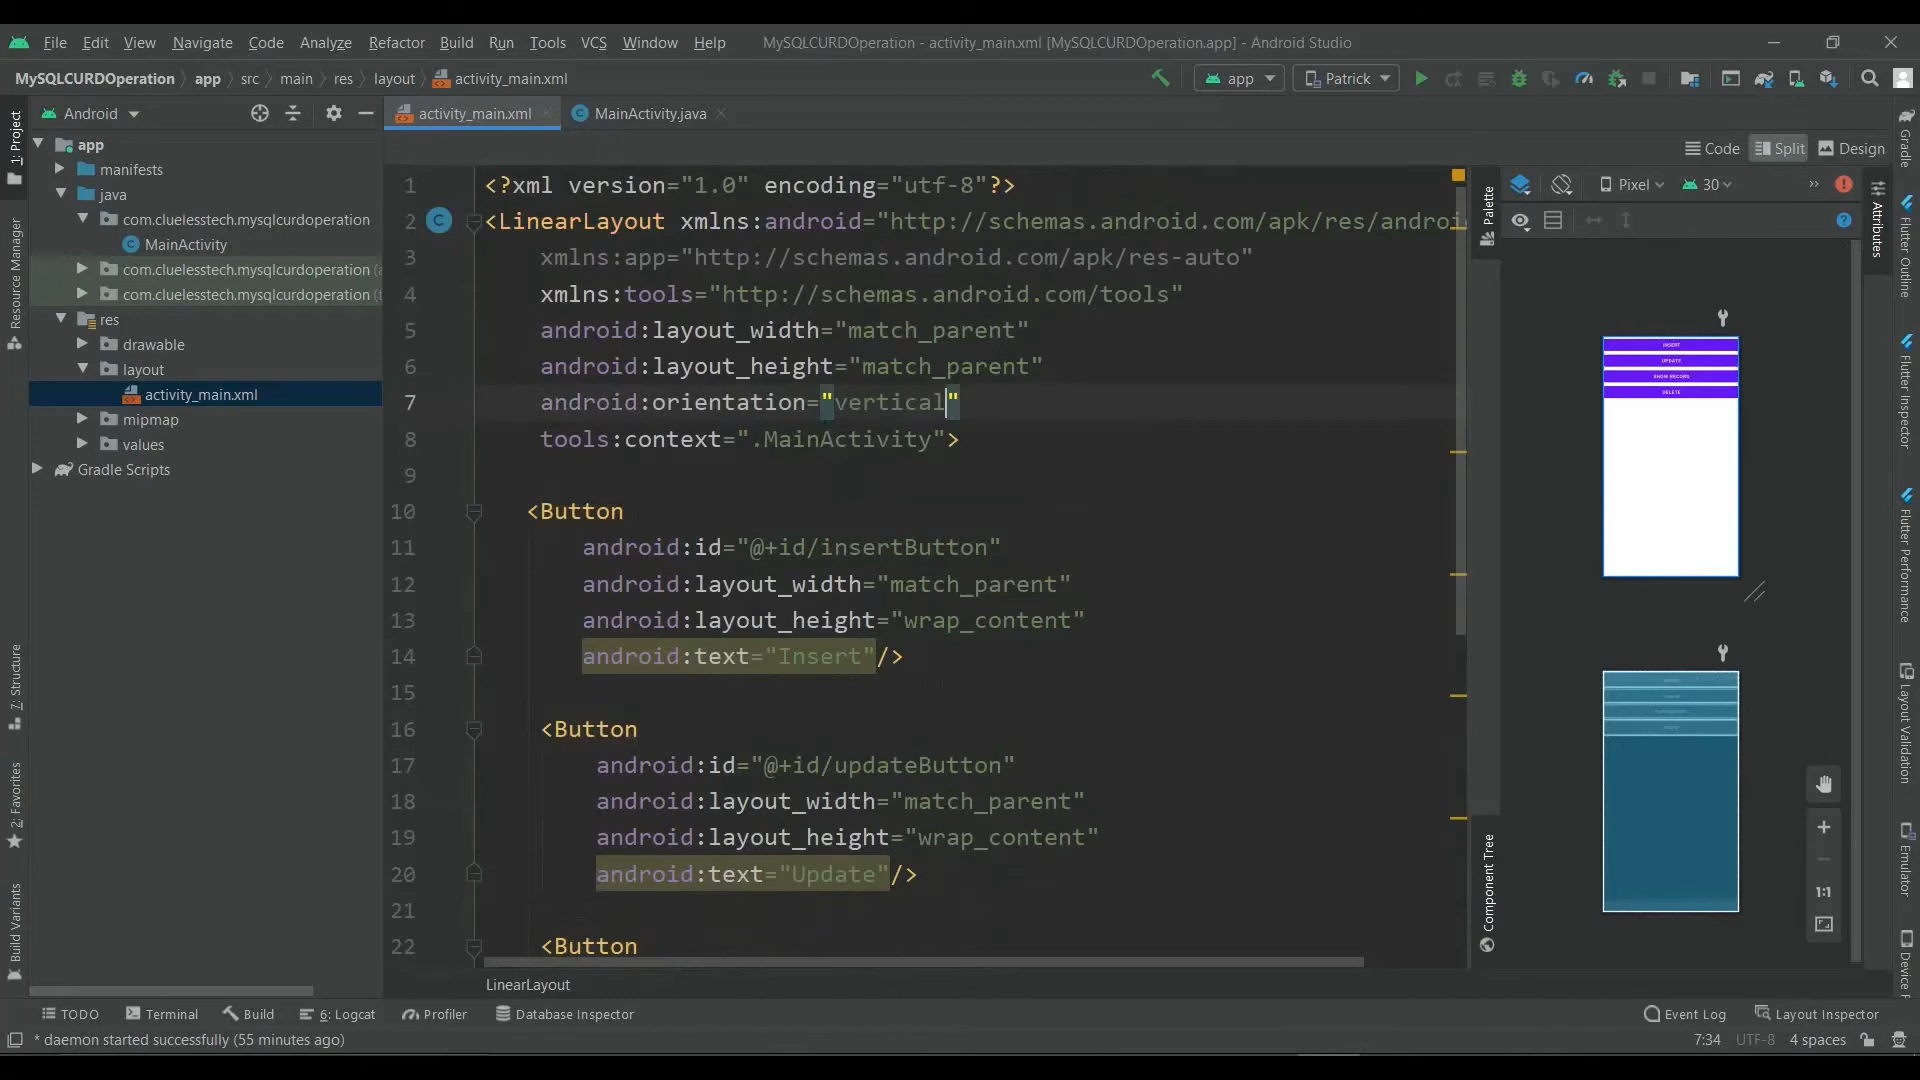 File Edit View Navigate Code Analyze Refactor Build Run Tools VCS Window Help MySQLCURDOperation - activity_main.xml [MySQLCURDOperation.app] - Android Studio
MySQLCURDOperation app src main res layout activity_main.xml app Patrick
Android activity_main.xml MainActivity.java
Code Split Design
Pixel 30
1: Project
Resource Manager
7: Structure
2: Favorites
Build Variants
app
manifests
java
com.cluelesstech.mysqlcurdoperation
MainActivity
com.cluelesstech.mysqlcurdoperation (a
com.cluelesstech.mysqlcurdoperation (t
res
drawable
layout
activity_main.xml
mipmap
values
Gradle Scripts
1 <?xml version="1.0" encoding="utf-8"?>
2 <LinearLayout xmlns:android="http://schemas.android.com/apk/res/androi
3 xmlns:app="http://schemas.android.com/apk/res-auto"
4 xmlns:tools="http://schemas.android.com/tools"
5 android:layout_width="match_parent"
6 android:layout_height="match_parent"
7 android:orientation="vertical"
8 tools:context=".MainActivity">
9
10 <Button
11 android:id="@+id/insertButton"
12 android:layout_width="match_parent"
13 android:layout_height="wrap_content"
14 android:text="Insert"/>
15
16 <Button
17 android:id="@+id/updateButton"
18 android:layout_width="match_parent"
19 android:layout_height="wrap_content"
20 android:text="Update"/>
21
22 <Button
LinearLayout
Palette
Component Tree
INSERT
UPDATE
SHOW RECORD
DELETE
1:1
Attributes
Gradle
Flutter Outline
Flutter Inspector
Flutter Performance
Layout Validation
Emulator
Device F
TODO Terminal Build 6: Logcat Profiler Database Inspector Event Log Layout Inspector
* daemon started successfully (55 minutes ago) 7:34 UTF-8 4 spaces